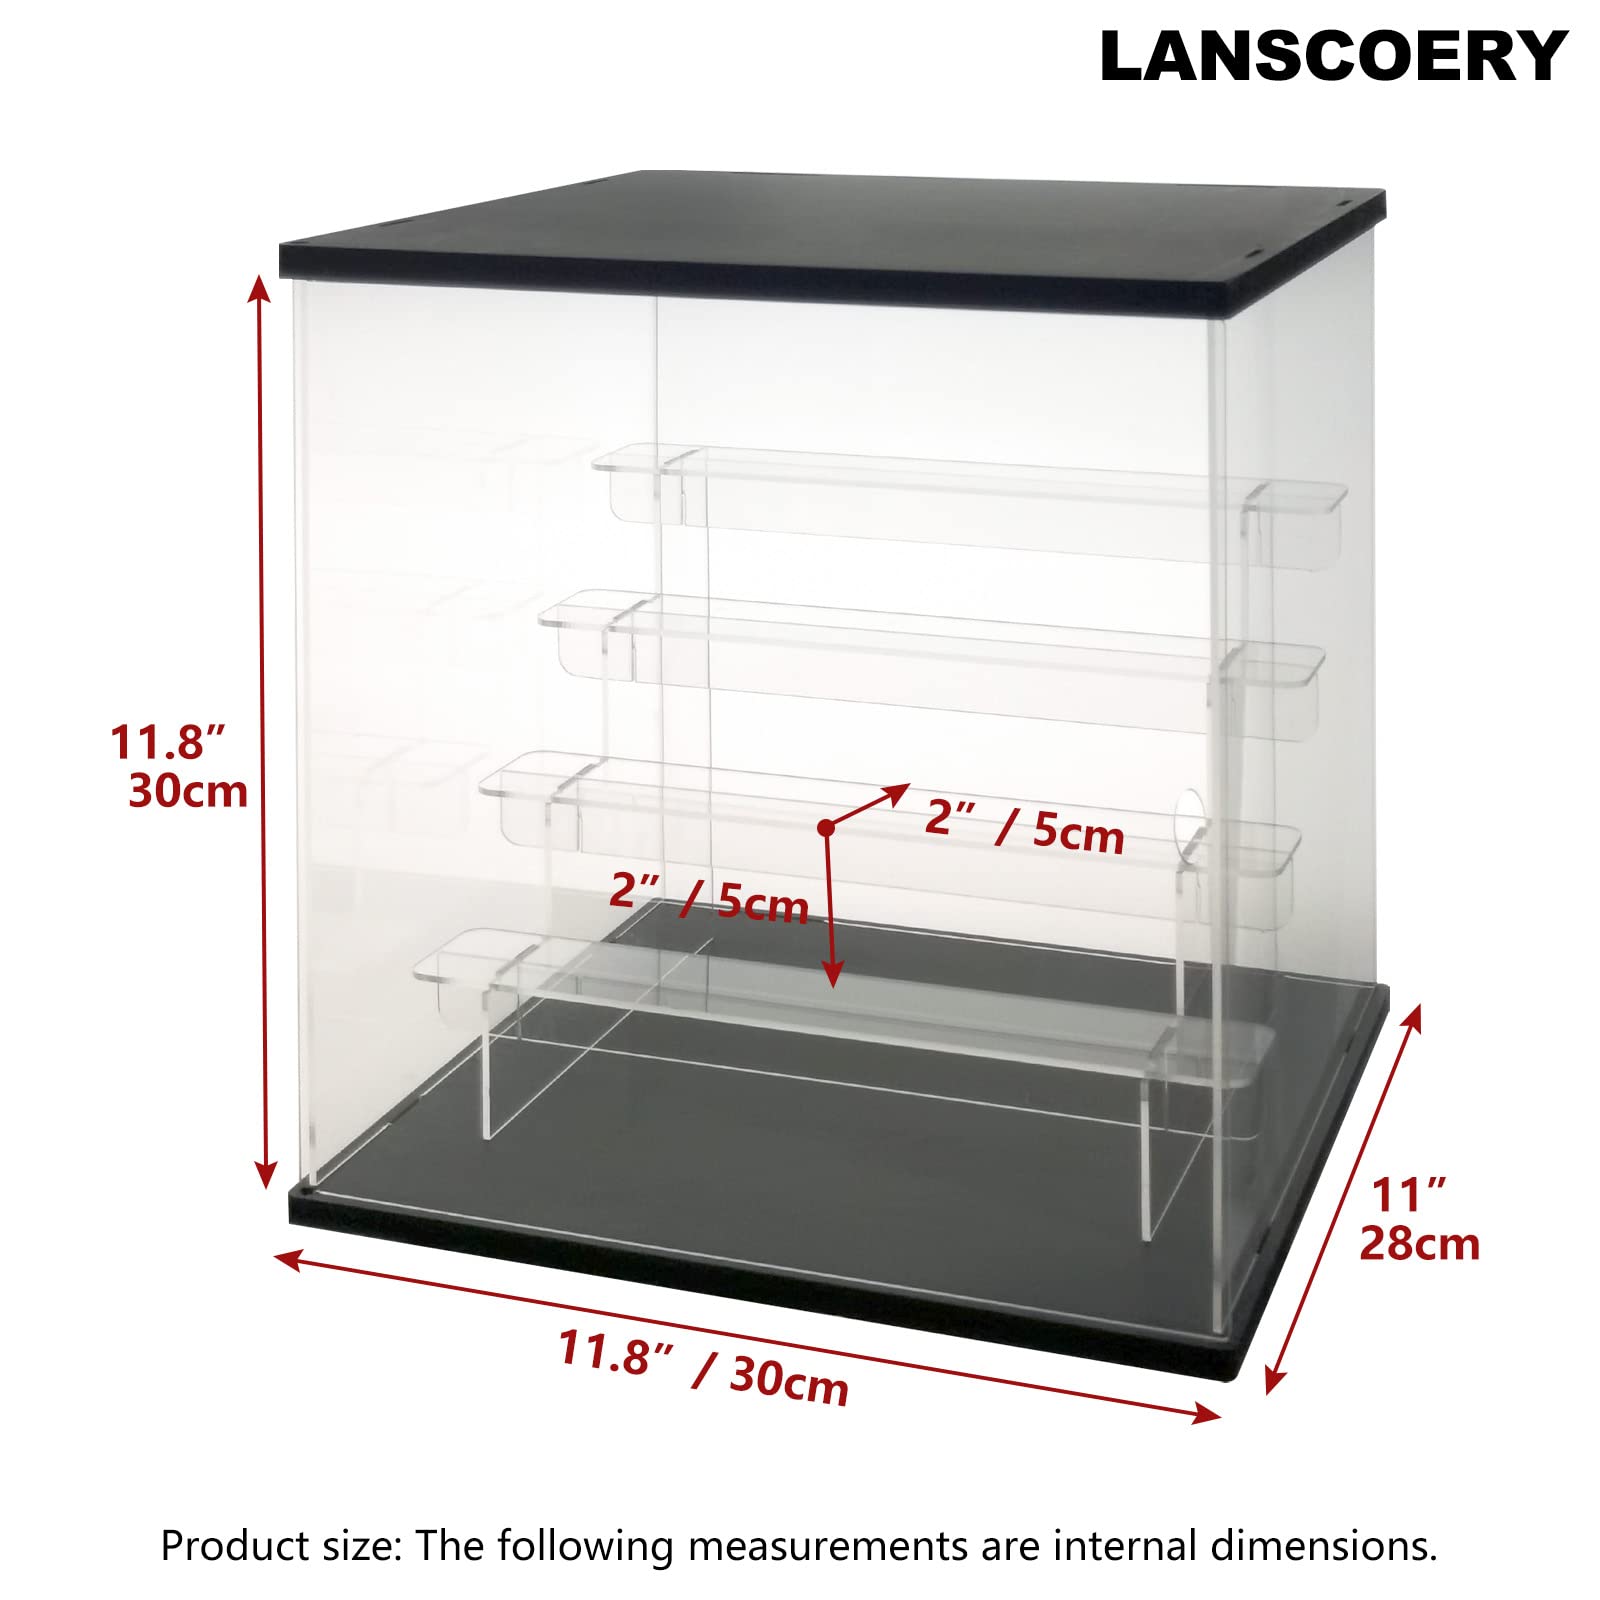 LANSCOERY
11.8"
30cm
2" / 5cm
2" / 5cm
11"
28cm
11.8" / 30cm
Product size: The following measurements are internal dimensions.